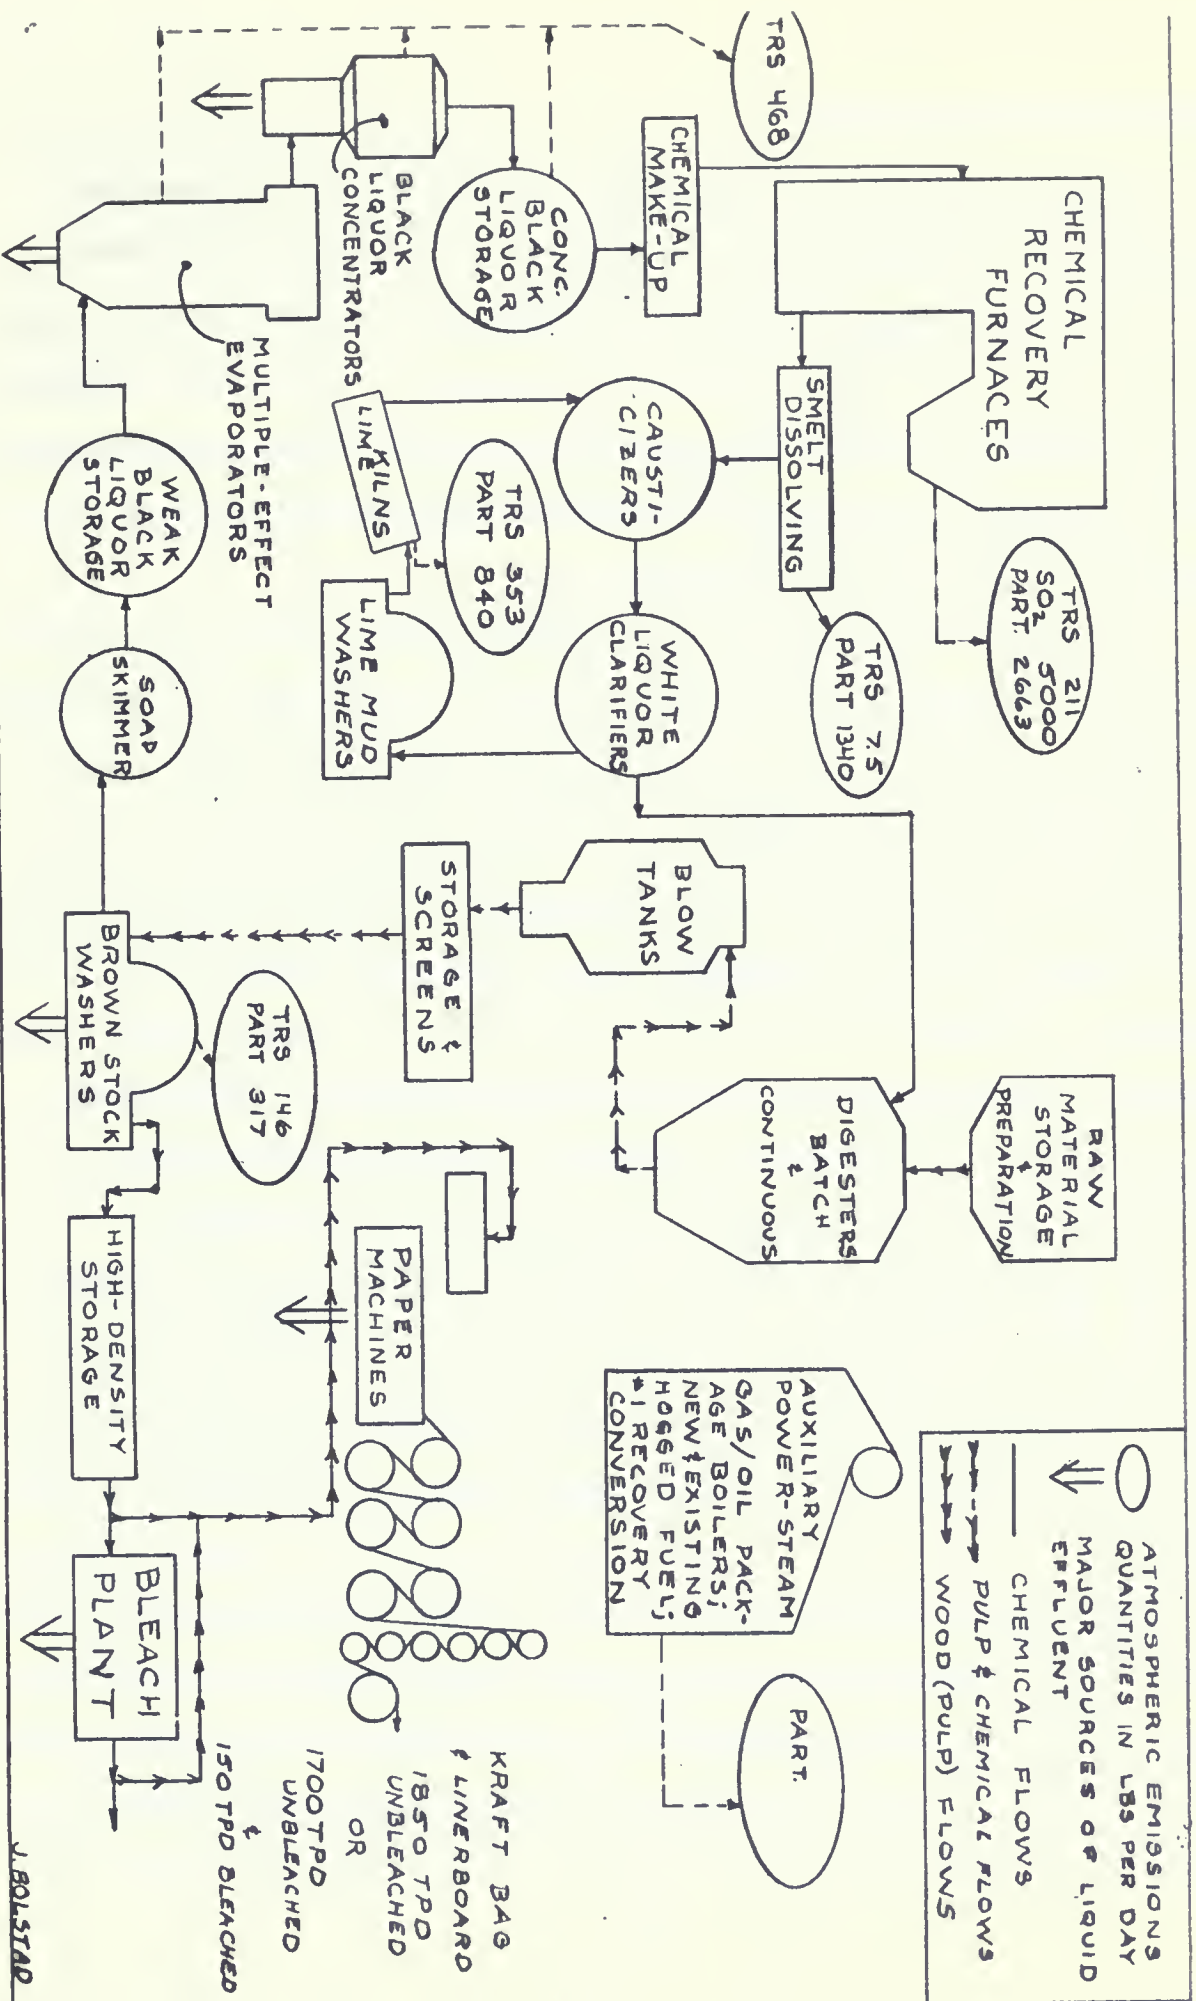 TRS 468
CHEMICAL
RECOVERY
FURNACES
TRS 211
SO2 5000
PART. 2663
CHEMICAL
MAKE-UP
SMELT
DISSOLVING
TRS 7.5
PART 1340
CONC.
BLACK
LIQUOR
STORAGE
BLACK
LIQUOR
CONCENTRATORS
CAUSTI-
CIZERS
WHITE
LIQUOR
CLARIFIERS
LIME KILNS
TRS 353
PART 840
LIME MUD
WASHERS
MULTIPLE-EFFECT
EVAPORATORS
WEAK
BLACK
LIQUOR
STORAGE
SOAD
SKIMMER
RAW
MATERIAL
STORAGE
&
PREPARATION
DIGESTERS
BATCH
&
CONTINUOUS
BLOW
TANKS
STORAGE &
SCREENS
BROWN STOCK
WASHERS
TRS 146
PART 317
HIGH-DENSITY
STORAGE
BLEACH
PLANT
PAPER
MACHINES
AUXILIARY
POWER-STEAM
GAS/OIL PACK-
AGE BOILERS;
NEW & EXISTING
HOGGED FUEL;
#1 RECOVERY
CONVERSION
PART.
ATMOSPHERIC EMISSIONS
QUANTITIES IN LBS PER DAY
MAJOR SOURCES OF LIQUID
EFFLUENT
CHEMICAL FLOWS
PULP & CHEMICAL FLOWS
WOOD (PULP) FLOWS
KRAFT BAG
& LINERBOARD
1850 TPD
UNBLEACHED
OR
1700 TPD
UNBLEACHED
&
150 TPD BLEACHED
J. BOLSTAD